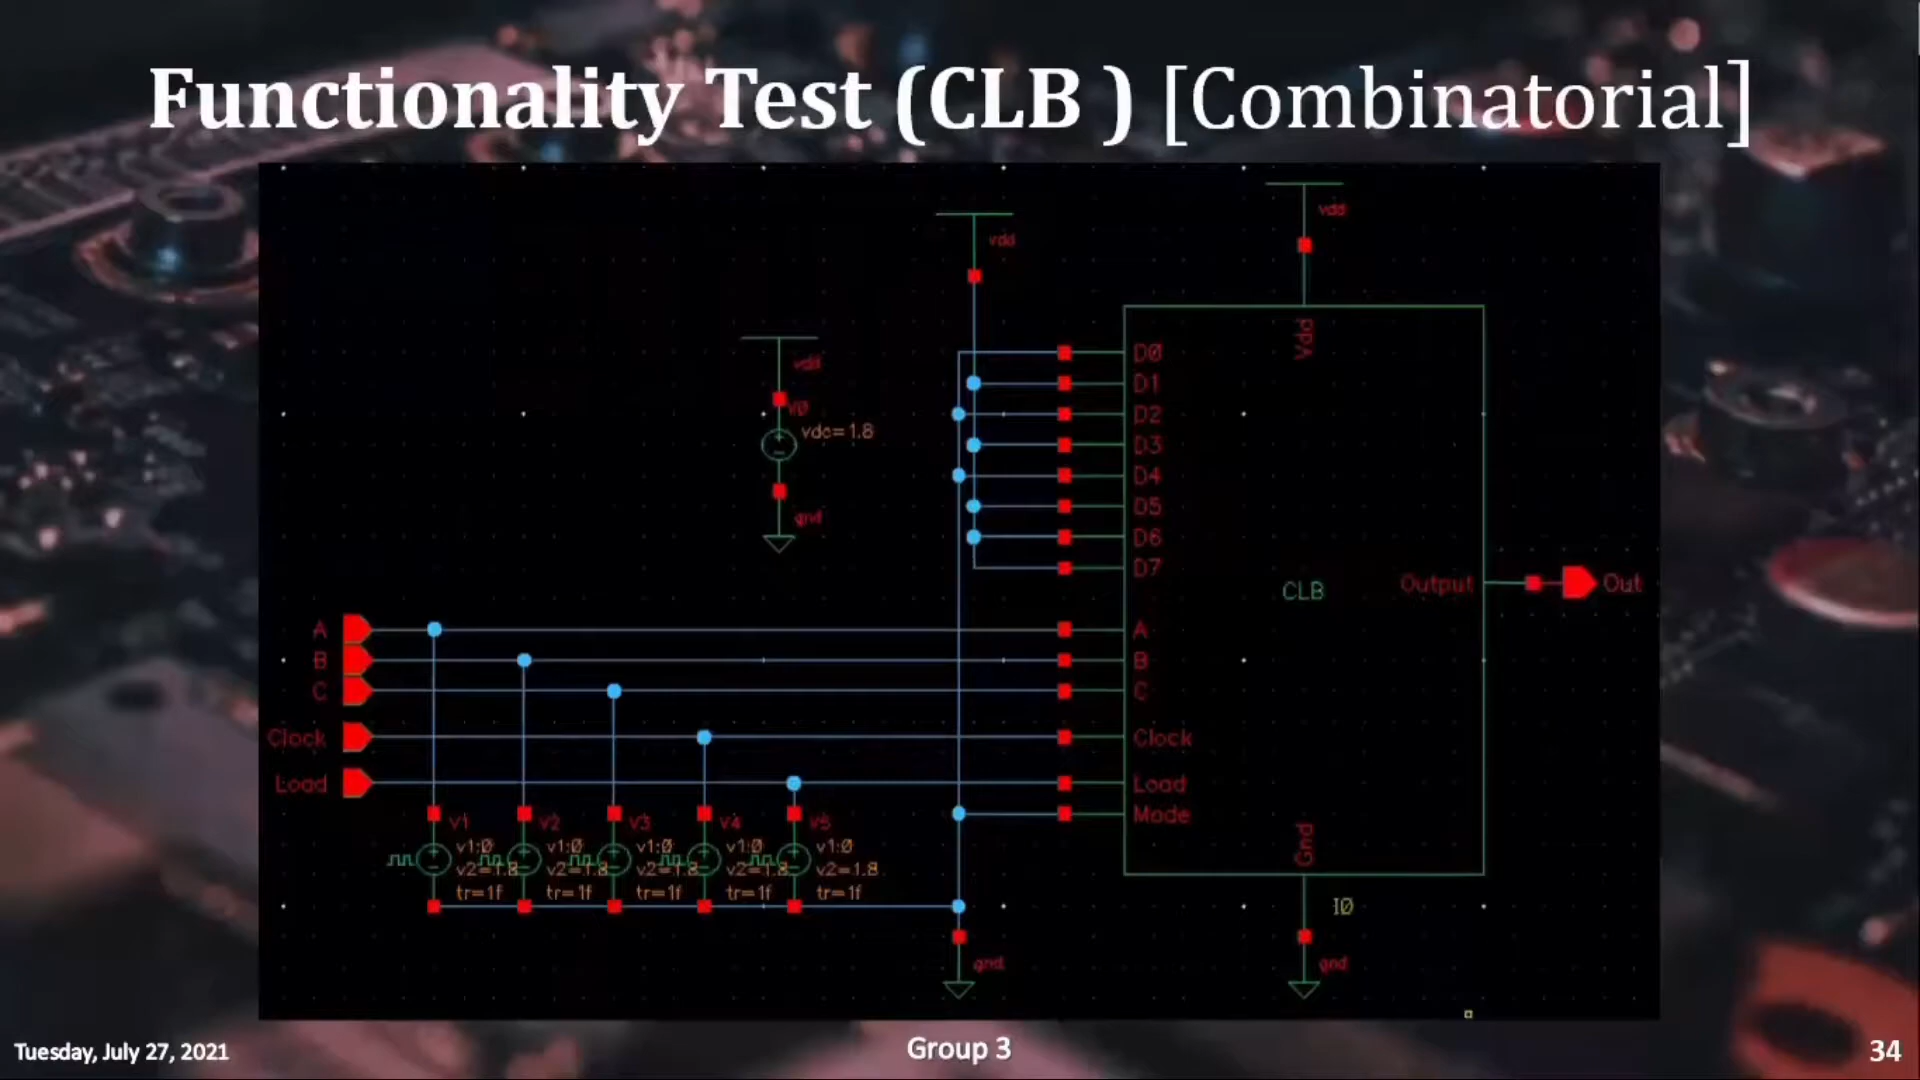 Functionality Test (CLB ) [Combinatorial]
vdd
vdd
vdd
V0
vdc=1.8
gnd
Vdd
D0
D1
D2
D3
D4
D5
D6
D7
CLB
Output
Out
A
B
C
Clock
Load
A
B
C
Clock
Load
Mode
V1
v1:0
v2=1.8
tr=1f
V2
v1:0
v2=1.8
tr=1f
V3
v1:0
v2=1.8
tr=1f
V4
v1:0
v2=1.8
tr=1f
V5
v1:0
v2=1.8
tr=1f
Gnd
I0
gnd
gnd
Tuesday, July 27, 2021
Group 3
34